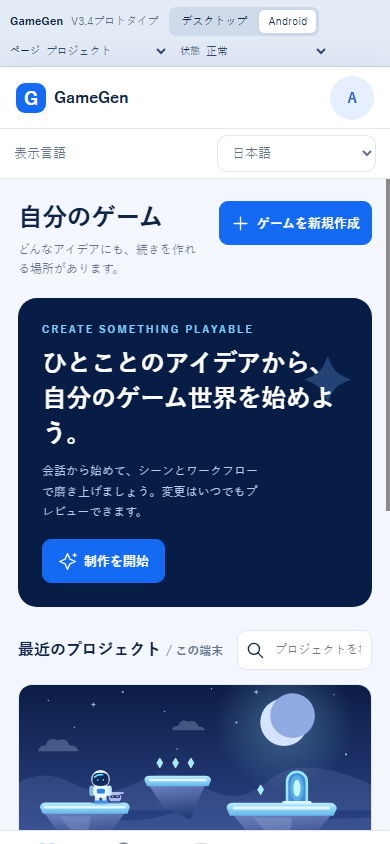 GameGen V3.4プロトタイプ デスクトップ Android
ページ プロジェクト 状態 正常
G GameGen A
表示言語 日本語
自分のゲーム
ゲームを新規作成
どんなアイデアにも、続きを作れ
る場所があります。
CREATE SOMETHING PLAYABLE
ひとことのアイデアから、
自分のゲーム世界を始めよ
う。
会話から始めて、シーンとワークフロー
で磨き上げましょう。変更はいつでもプ
レビューできます。
制作を開始
最近のプロジェクト / この端末
プロジェクトを